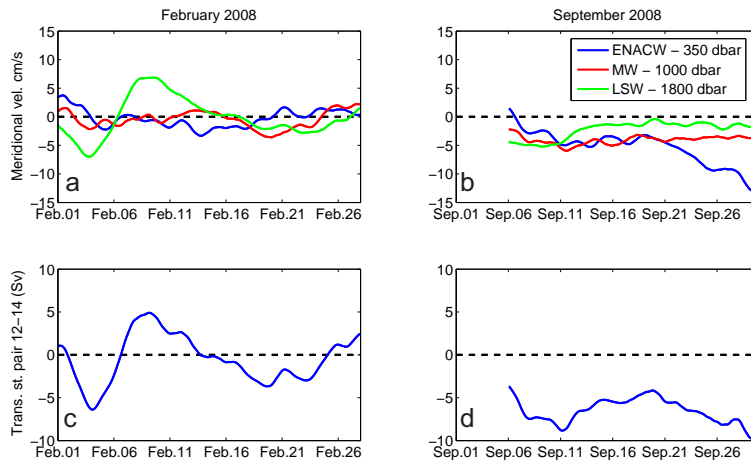 February 2008
September 2008
Meridional vel. cm/s
15
10
5
0
−5
−10
−15
a
Feb.01 Feb.06 Feb.11 Feb.16 Feb.21 Feb.26
15
10
5
0
−5
−10
−15
b
ENACW − 350 dbar
MW − 1000 dbar
LSW − 1800 dbar
Sep.01 Sep.06 Sep.11 Sep.16 Sep.21 Sep.26
Trans. st. pair 12−14 (Sv)
10
5
0
−5
−10
c
Feb.01 Feb.06 Feb.11 Feb.16 Feb.21 Feb.26
10
5
0
−5
−10
d
Sep.01 Sep.06 Sep.11 Sep.16 Sep.21 Sep.26